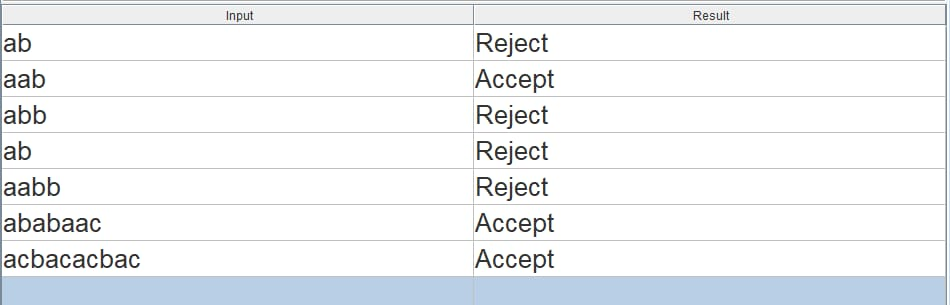 Input Result
ab Reject
aab Accept
abb Reject
ab Reject
aabb Reject
ababaac Accept
acbacacbac Accept